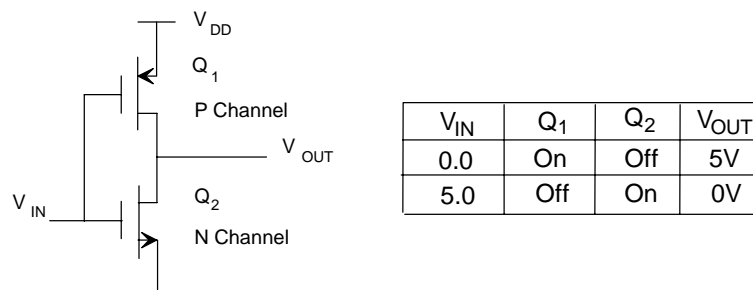 V DD
Q 1
P Channel
V OUT
V IN
Q 2
N Channel
VIN Q1 Q2 VOUT
0.0 On Off 5V
5.0 Off On 0V